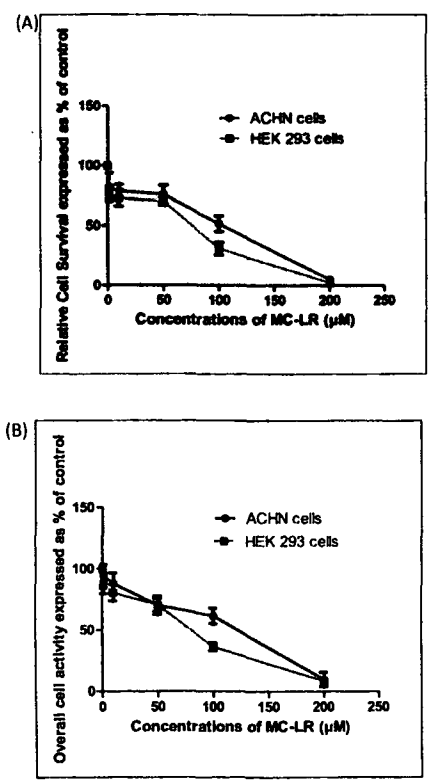 (A)
Relative Cell Survival expressed as % of control
150
100
50
0
ACHN cells
HEK 293 cells
0 50 100 150 200 250
Concentrations of MC-LR (μM)
(B)
Overall cell activity expressed as % of control
150
100
50
0
ACHN cells
HEK 293 cells
0 50 100 150 200 250
Concentrations of MC-LR (μM)